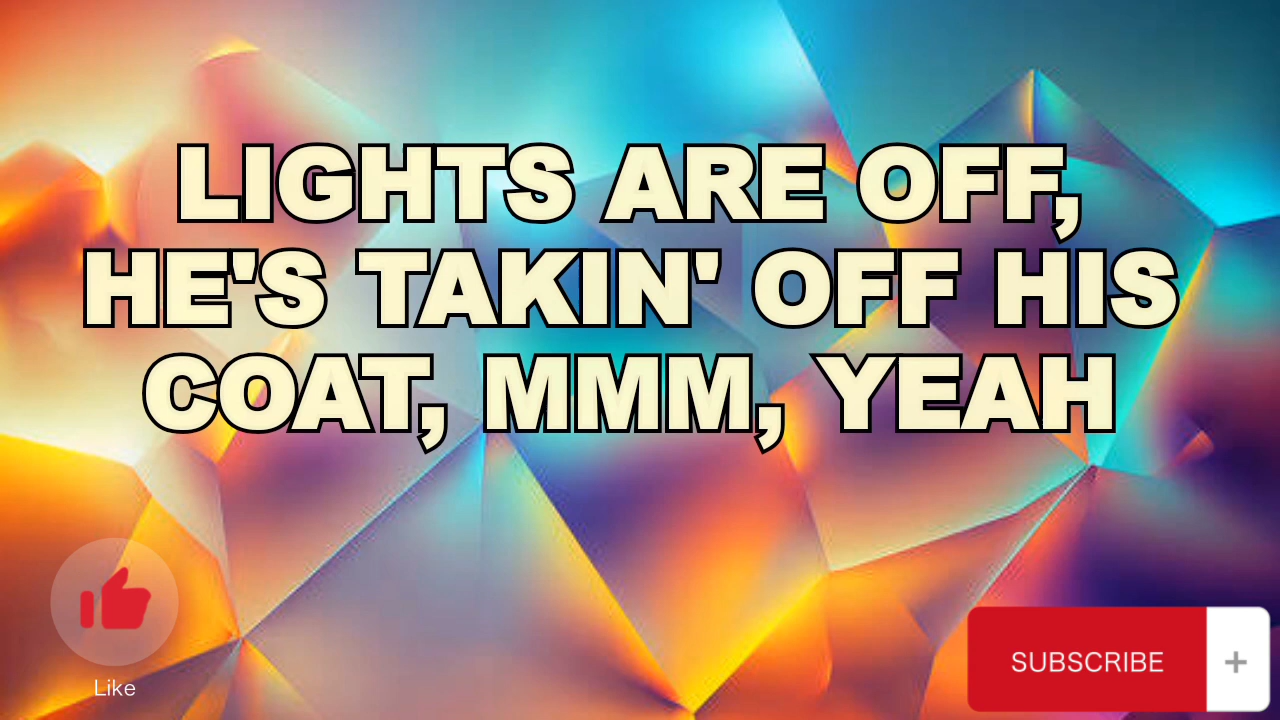 LIGHTS ARE OFF,
HE'S TAKIN' OFF HIS
COAT, MMM, YEAH
Like
SUBSCRIBE +